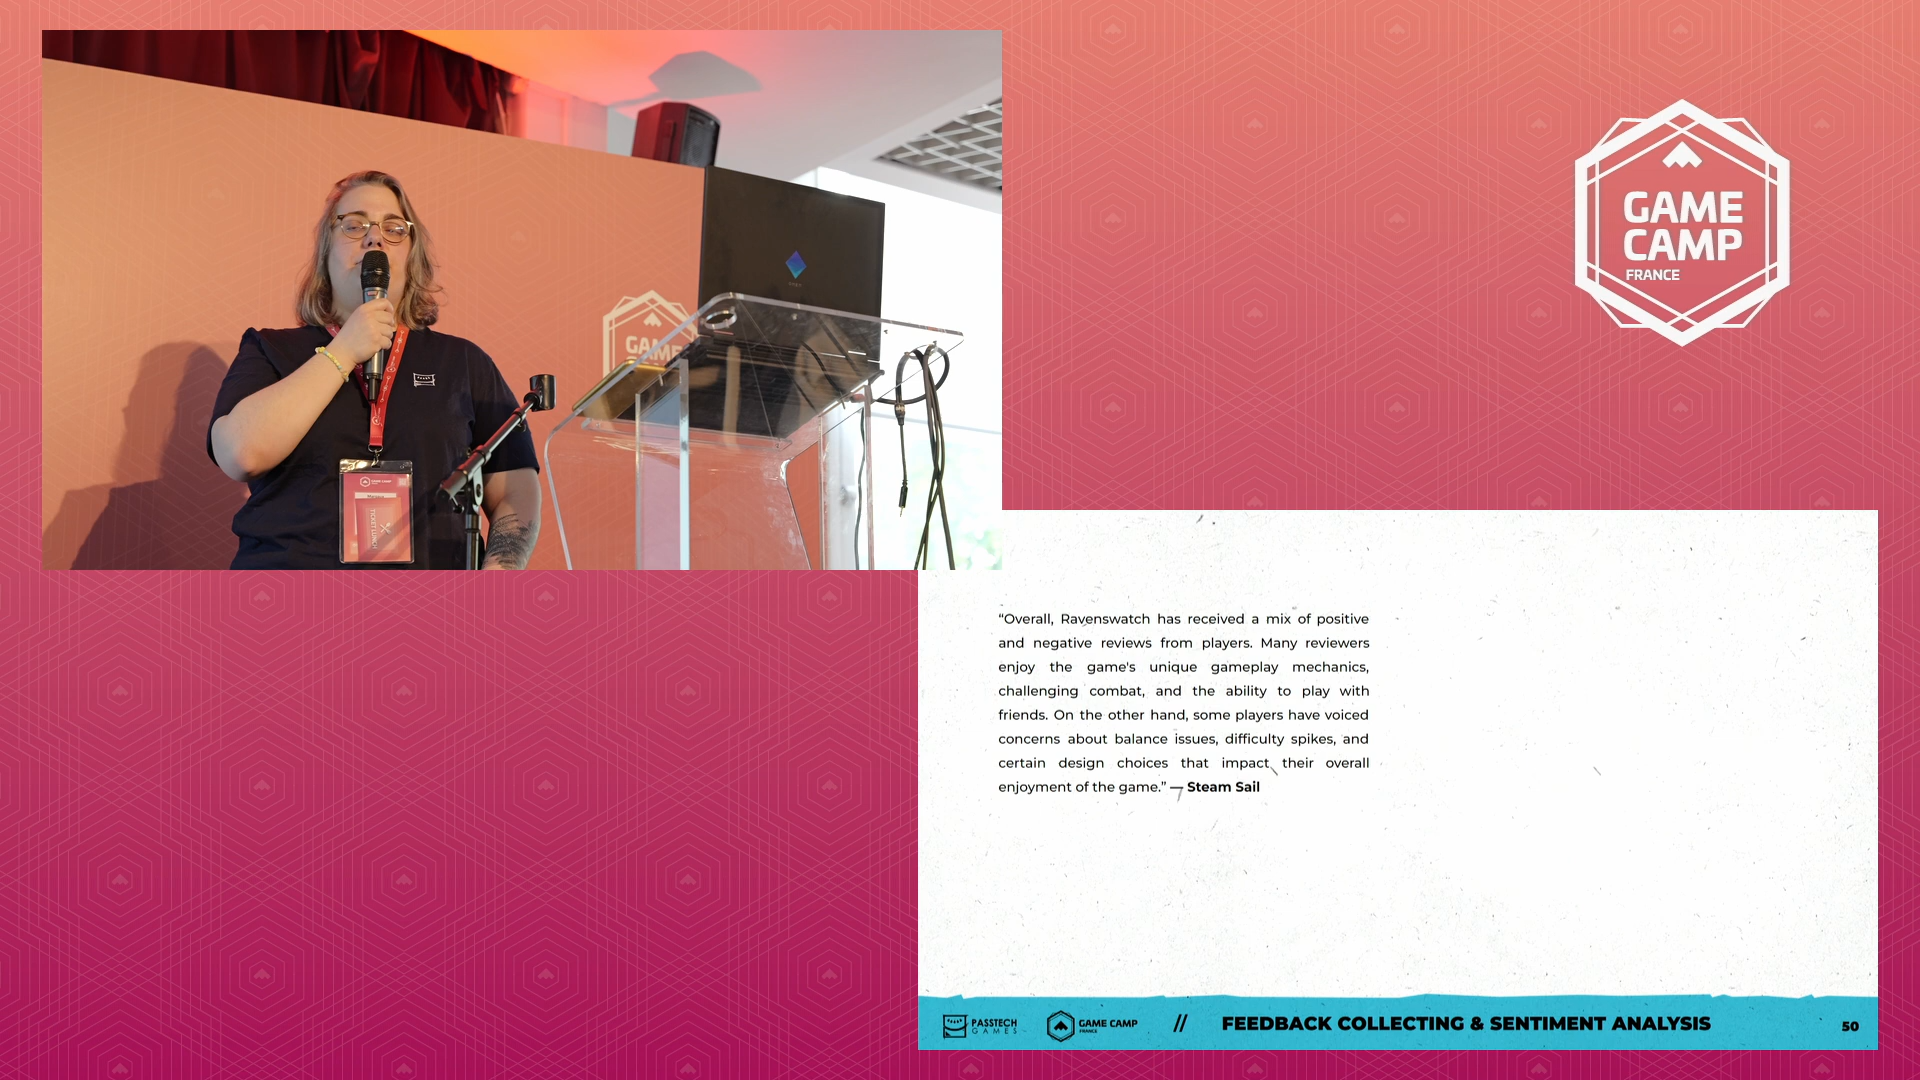 GAME
CAMP
FRANCE
GAME
“Overall, Ravenswatch has received a mix of positive
and negative reviews from players. Many reviewers
enjoy the game's unique gameplay mechanics,
challenging combat, and the ability to play with
friends. On the other hand, some players have voiced
concerns about balance issues, difficulty spikes, and
certain design choices that impact their overall
enjoyment of the game.” — Steam Sail
PASSTECH
GAMES
GAME CAMP
FRANCE
// FEEDBACK COLLECTING & SENTIMENT ANALYSIS
50